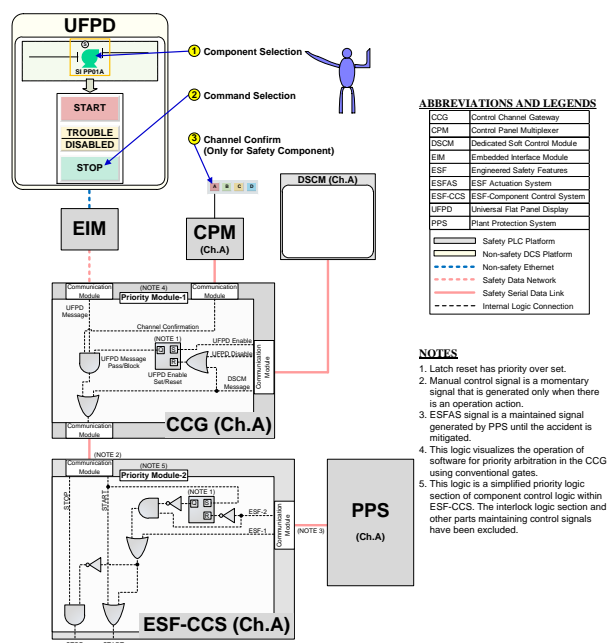 UFPD
S
SI PP01A
START
TROUBLE
DISABLED
STOP
1 Component Selection
2 Command Selection
3 Channel Confirm
(Only for Safety Component)
A B C D
EIM
CPM
(Ch.A)
DSCM (Ch.A)
(NOTE 4)
Communication
Module
Priority Module-1
Communication
Module
UFPD
Message
Channel Confirmation
(NOTE 1)
Q S
R
UFPD Enable
UFPD Disable
UFPD Message
Pass/Block
UFPD Enable
Set/Reset
DSCM
Message
Communication
Module
CCG (Ch.A)
(NOTE 2)
Communication
Module
(NOTE 5)
Priority Module-2
STOP
START
(NOTE 1)
Q S
R
ESF-2
ESF-1
Communication
Module
(NOTE 3)
PPS
(Ch.A)
ESF-CCS (Ch.A)
STOP
START
ABBREVIATIONS AND LEGENDS
CCG Control Channel Gateway
CPM Control Panel Multiplexer
DSCM Dedicated Soft Control Module
EIM Embedded Interface Module
ESF Engineered Safety Features
ESFAS ESF Actuation System
ESF-CCS ESF-Component Control System
UFPD Universal Flat Panel Display
PPS Plant Protection System
Safety PLC Platform
Non-safety DCS Platform
Non-safety Ethernet
Safety Data Network
Safety Serial Data Link
Internal Logic Connection
NOTES
1. Latch reset has priority over set.
2. Manual control signal is a momentary
signal that is generated only when there
is an operation action.
3. ESFAS signal is a maintained signal
generated by PPS until the accident is
mitigated.
4. This logic visualizes the operation of
software for priority arbitration in the CCG
using conventional gates.
5. This logic is a simplified priority logic
section of component control logic within
ESF-CCS. The interlock logic section and
other parts maintaining control signals
have been excluded.